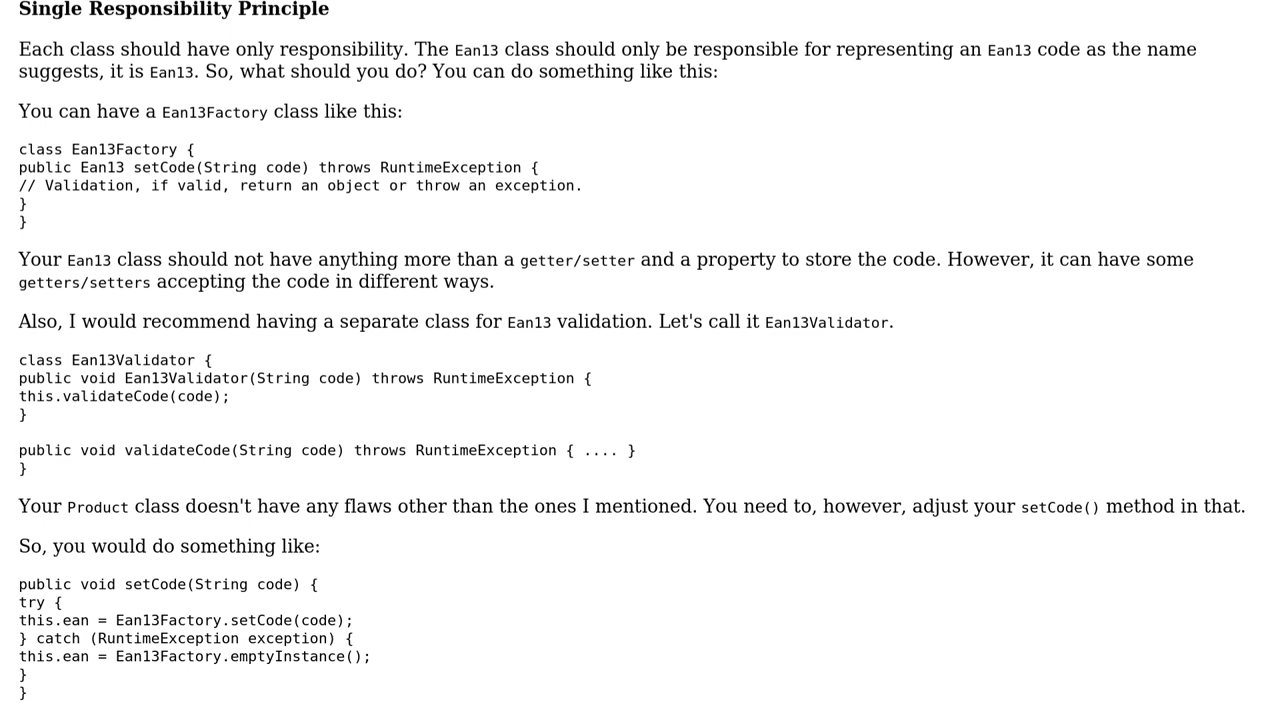 Single Responsibility Principle
Each class should have only responsibility. The Ean13 class should only be responsible for representing an Ean13 code as the name
suggests, it is Ean13. So, what should you do? You can do something like this:
You can have a Ean13Factory class like this:
class Ean13Factory {
public Ean13 setCode(String code) throws RuntimeException {
// Validation, if valid, return an object or throw an exception.
}
}
Your Ean13 class should not have anything more than a getter/setter and a property to store the code. However, it can have some
getters/setters accepting the code in different ways.
Also, I would recommend having a separate class for Ean13 validation. Let's call it Ean13Validator.
class Ean13Validator {
public void Ean13Validator(String code) throws RuntimeException {
this.validateCode(code);
}
public void validateCode(String code) throws RuntimeException { .... }
}
Your Product class doesn't have any flaws other than the ones I mentioned. You need to, however, adjust your setCode() method in that.
So, you would do something like:
public void setCode(String code) {
try {
this.ean = Ean13Factory.setCode(code);
} catch (RuntimeException exception) {
this.ean = Ean13Factory.emptyInstance();
}
}